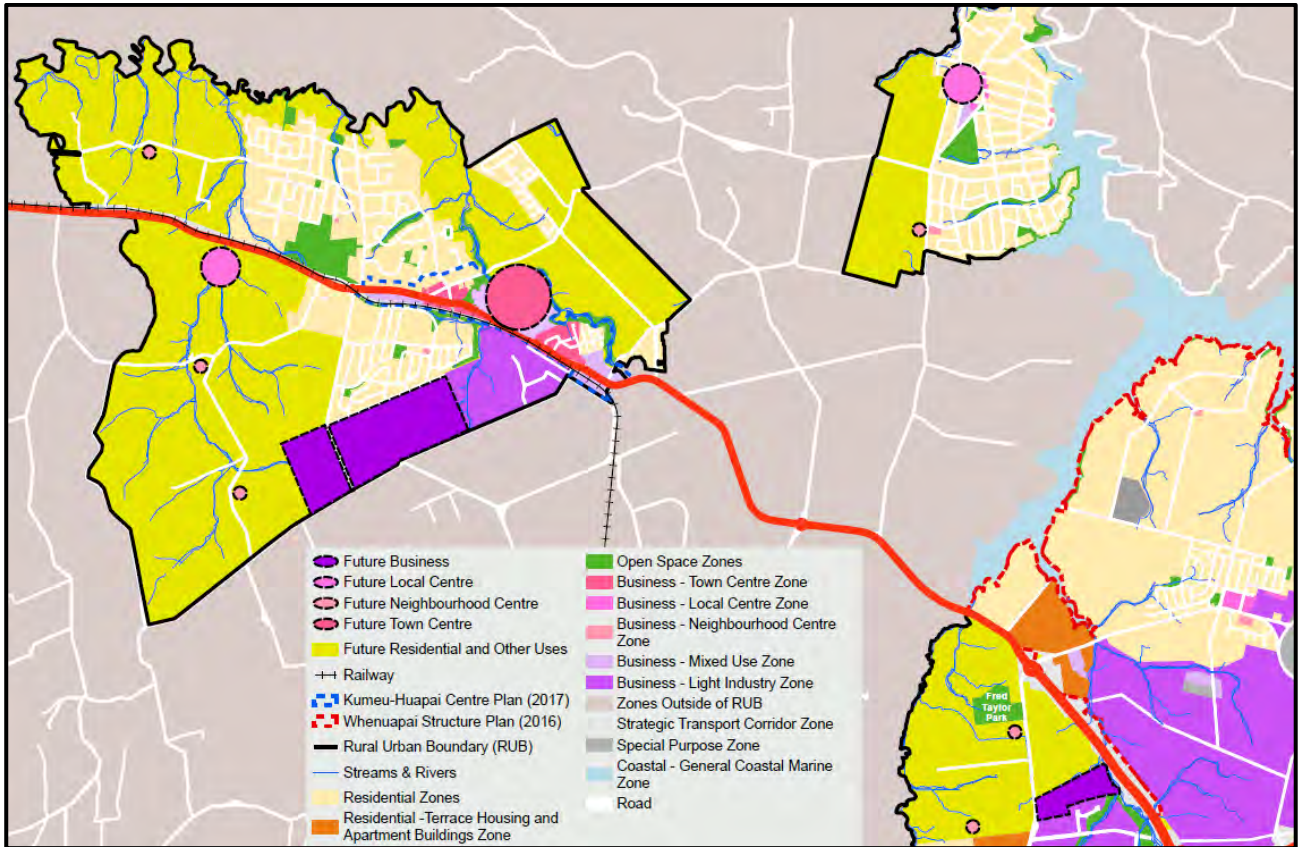 Fred
Taylor
Park
Future Business
Future Local Centre
Future Neighbourhood Centre
Future Town Centre
Future Residential and Other Uses
Railway
Kumeu-Huapai Centre Plan (2017)
Whenuapai Structure Plan (2016)
Rural Urban Boundary (RUB)
Streams & Rivers
Residential Zones
Residential -Terrace Housing and
Apartment Buildings Zone
Open Space Zones
Business - Town Centre Zone
Business - Local Centre Zone
Business - Neighbourhood Centre
Zone
Business - Mixed Use Zone
Business - Light Industry Zone
Zones Outside of RUB
Strategic Transport Corridor Zone
Special Purpose Zone
Coastal - General Coastal Marine
Zone
Road